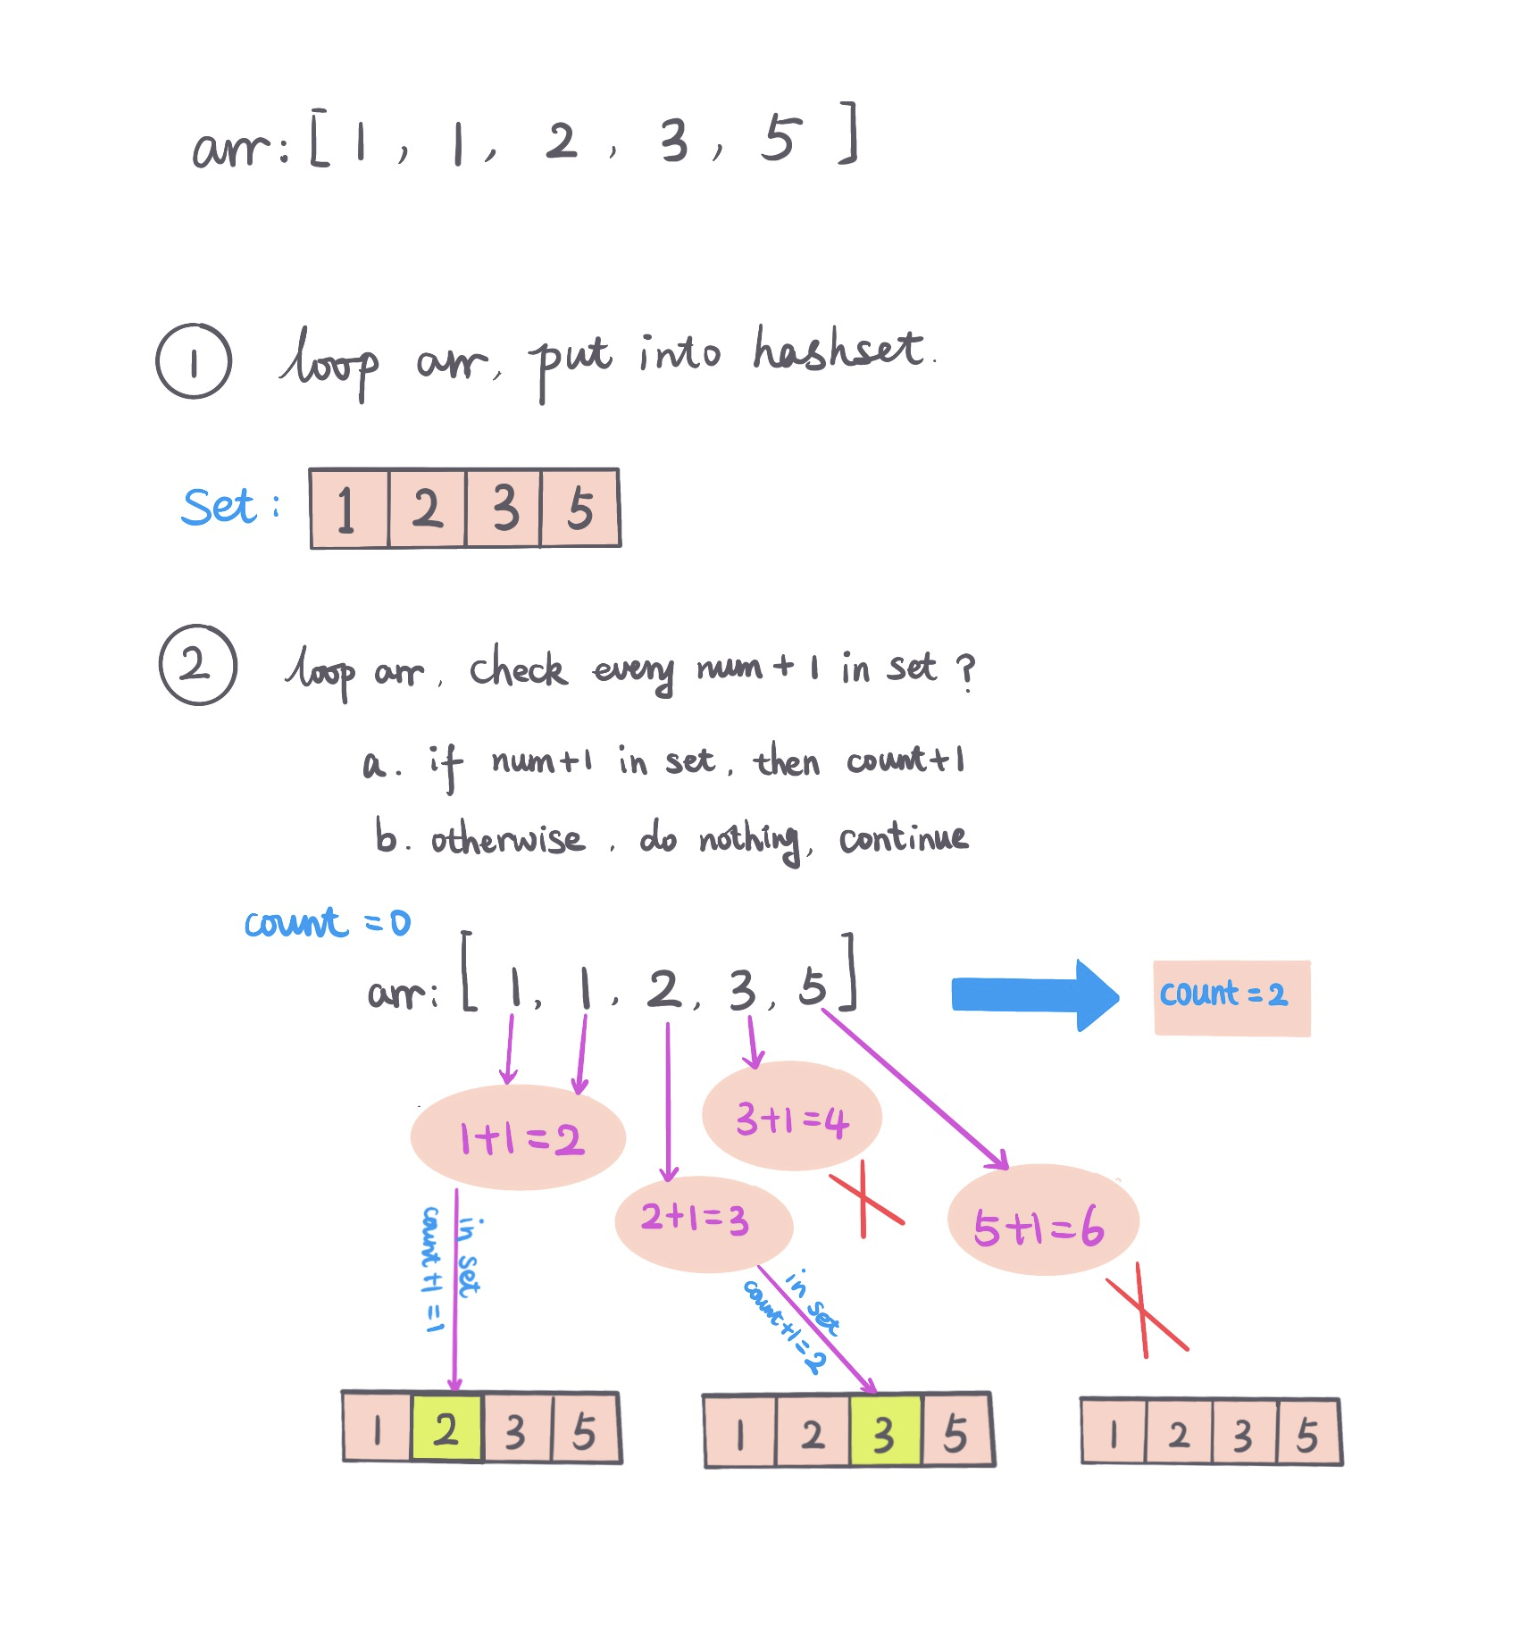 arr: [ 1 , 1 , 2 , 3 , 5 ]
1 loop arr, put into hashset.
Set: 1 2 3 5
2 loop arr, check every num + 1 in set ?
a. if num+1 in set, then count+1
b. otherwise, do nothing, continue
count = 0
arr: [ 1, 1, 2, 3, 5 ]
count = 2
1+1=2
3+1=4
2+1=3
5+1=6
in set
count+1=1
in set
count+1=2
1 2 3 5
1 2 3 5
1 2 3 5